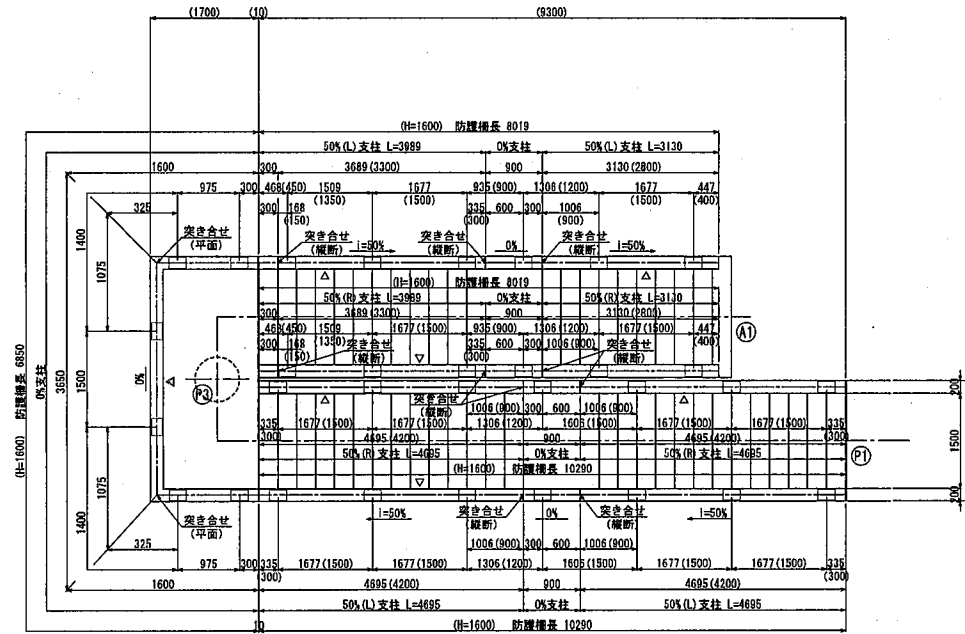 (1700) (10) (9300)
(H=1600) 防護柵長 8019
50%(L)支柱 L=3989 0%支柱 50%(L)支柱 L=3130
1600 300 3689(3300) 900 3130(2800)
975 300 468(450) 1509 1677 935(900) 1306(1200) 1677 447
(1350) (1500) (1500) (400)
325 300 168 335 600 300 1006
(150) (300) (900)
突き合せ 突き合せ 突き合せ
(平面) (縦断) i=50% (縦断) 0% (縦断) i=50%
1400
1075
(H=1600) 防護柵長 8019
50%(R)支柱 L=3989 0%支柱 50%(R)支柱 L=3130
3689(3300) 900 3130(2800)
468(450) 1509 1677(1500) 935(900) 1306(1200) 1677(1500) 447
(1350) (400)
300 168 335 600 300 1006(900) 突き合せ
(150) 突き合せ (300) (縦断)
(縦断)
A1
(H=1600) 防護柵長 6850
0%支柱
3650
1500
0%
P3
突き合せ
(縦断)
200
1006(900) 300 600 1006(900)
335 1677(1500) 1677(1500) 1306(1200) 1606(1500) 1677(1500) 1677(1500) 335
(300) 4695(4200) 900 4695(4200) (300)
50%(R)支柱 L=4695 0%支柱 50%(R)支柱 L=4695
(H=1600) 防護柵長 10290
P1
1500
200
1075
1400
突き合せ
(平面)
i=50% 突き合せ 0% 突き合せ i=50%
(縦断) (縦断)
325 1006(900) 300 600 1006(900)
975 300 335 1677(1500) 1677(1500) 1306(1200) 1606(1500) 1677(1500) 1677(1500) 335
(300) (300)
1600 4695(4200) 900 4695(4200)
50%(L)支柱 L=4695 0%支柱 50%(L)支柱 L=4695
10 (H=1600) 防護柵長 10290